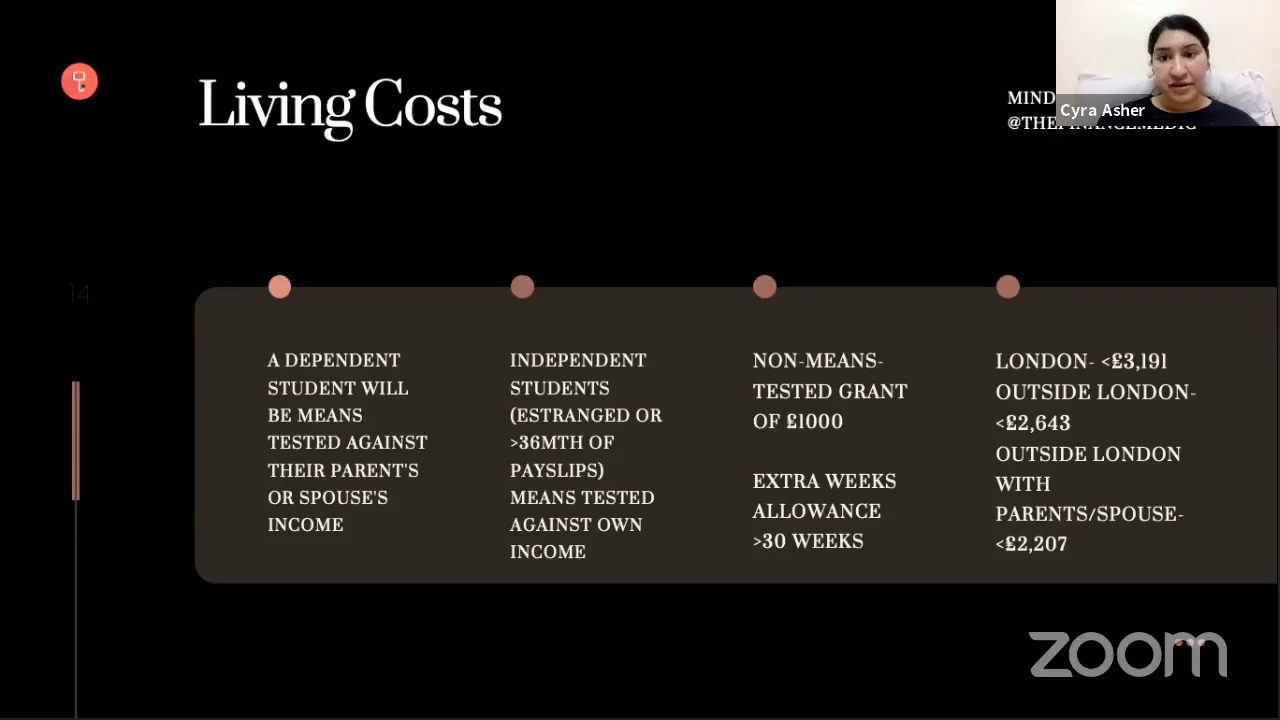 Living Costs
MIND
Cyra Asher
14
A DEPENDENT
STUDENT WILL
BE MEANS
TESTED AGAINST
THEIR PARENT'S
OR SPOUSE'S
INCOME
INDEPENDENT
STUDENTS
(ESTRANGED OR
>36MTH OF
PAYSLIPS)
MEANS TESTED
AGAINST OWN
INCOME
NON-MEANS-
TESTED GRANT
OF £1000
EXTRA WEEKS
ALLOWANCE
>30 WEEKS
LONDON- <£3,191
OUTSIDE LONDON-
<£2,643
OUTSIDE LONDON
WITH
PARENTS/SPOUSE-
<£2,207
zoom